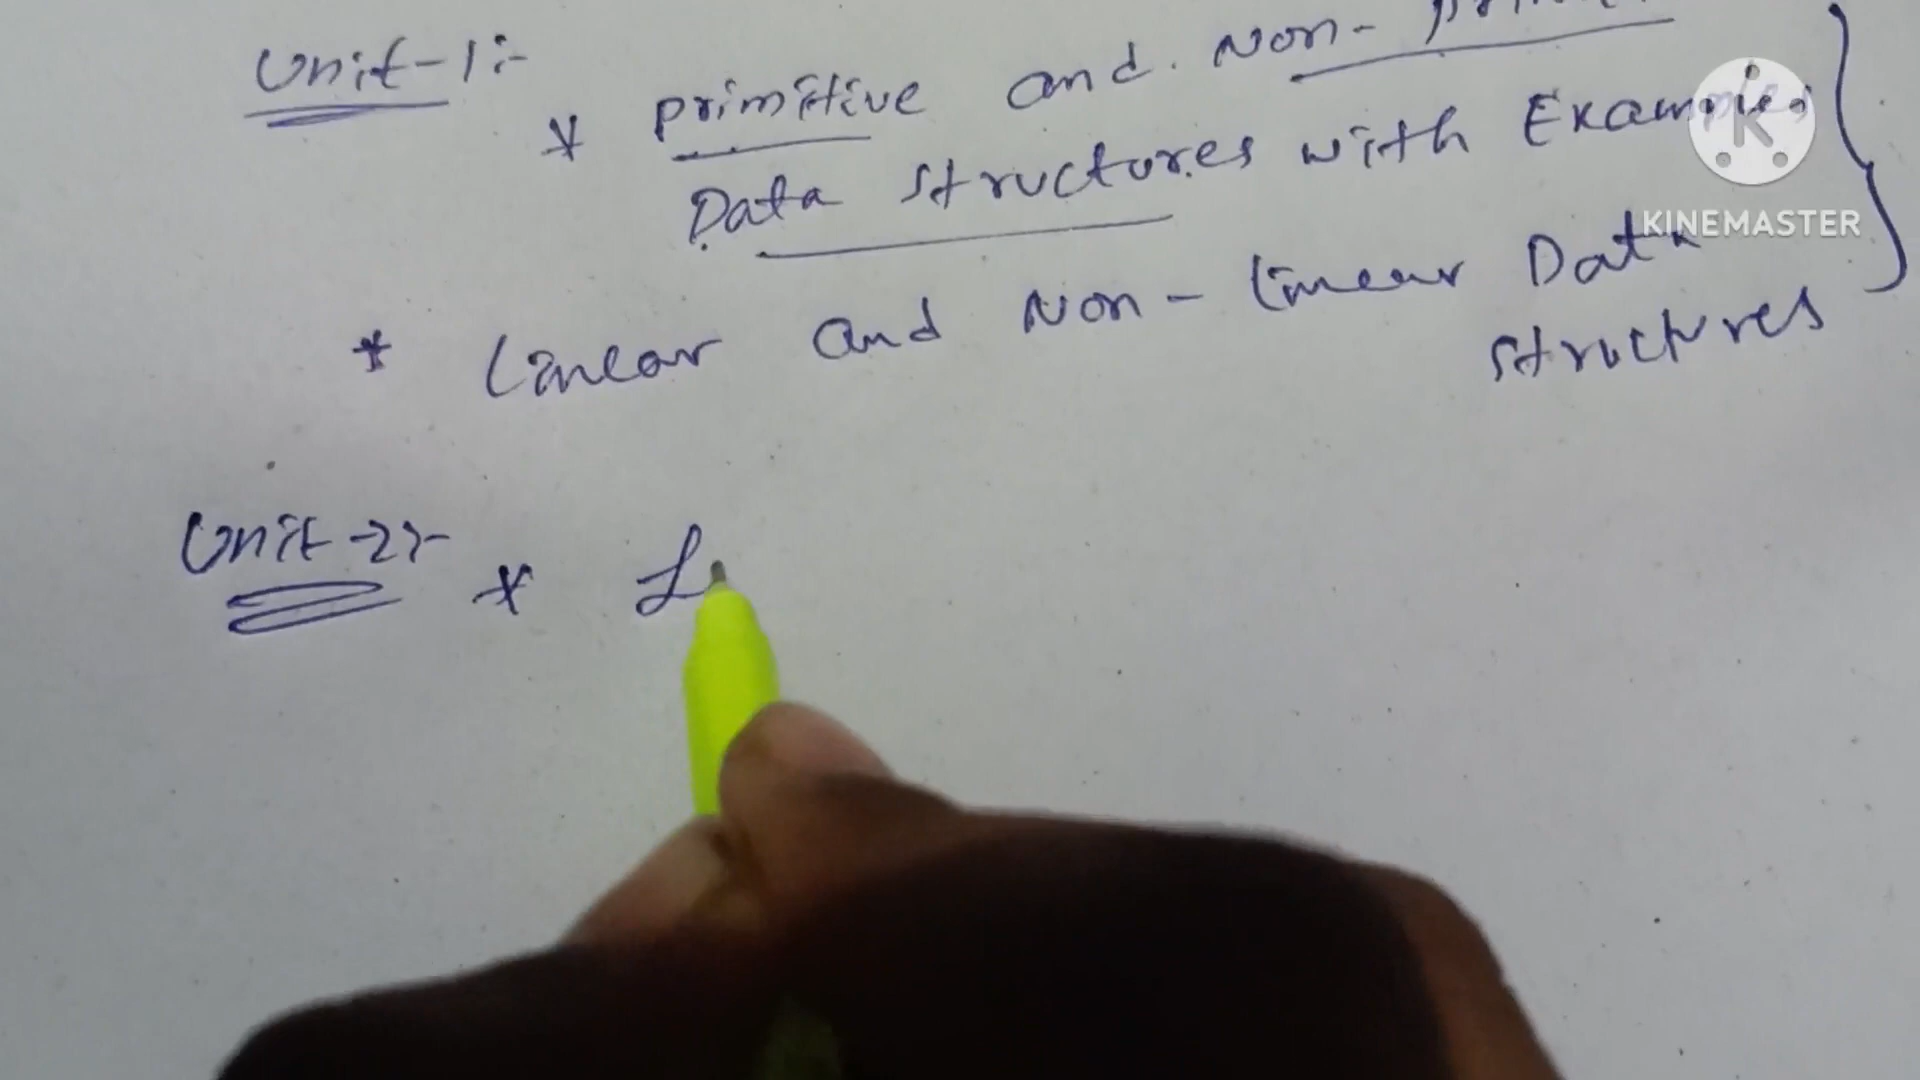 Unit-1:-
* primitive and Non-
Data structures with Examples
* Linear and Non-linear Data
structures
Unit-2:-
*
K
KINEMASTER